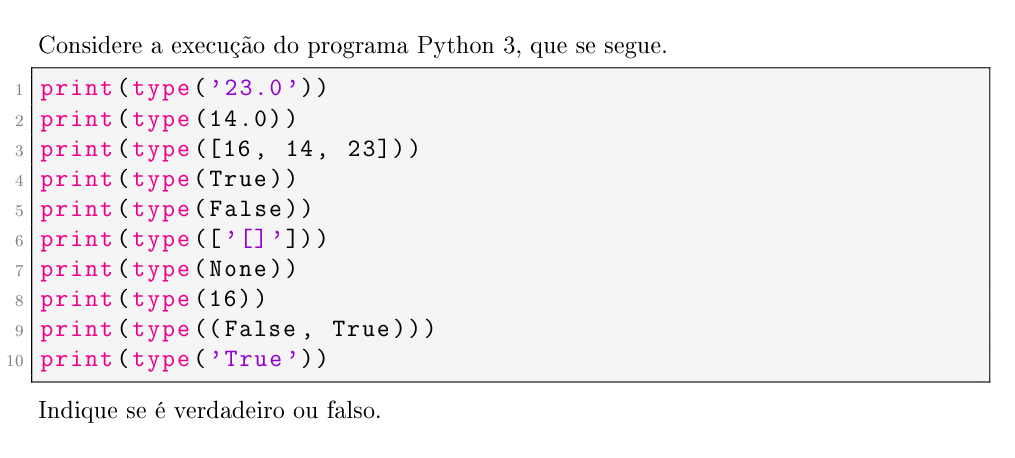 Considere a execução do programa Python 3, que se segue.
1 print(type('23.0'))
2 print(type(14.0))
3 print(type([16, 14, 23]))
4 print(type(True))
5 print(type(False))
6 print(type(['[]']))
7 print(type(None))
8 print(type(16))
9 print(type((False, True)))
10 print(type('True'))
Indique se é verdadeiro ou falso.